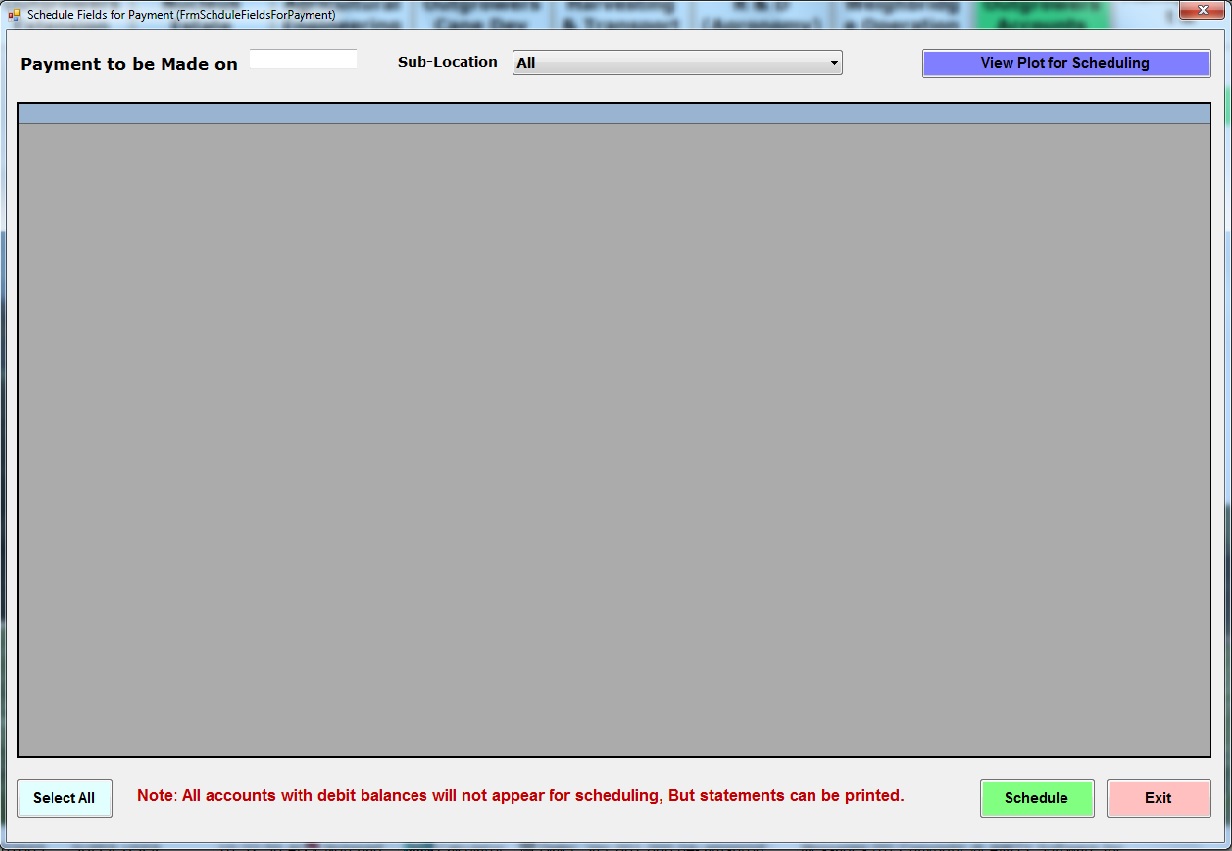 Schedule Fields for Payment (FrmSchduleFieldsForPayment)
Payment to be Made on
Sub-Location
All
View Plot for Scheduling
Select All
Note: All accounts with debit balances will not appear for scheduling, But statements can be printed.
Schedule
Exit